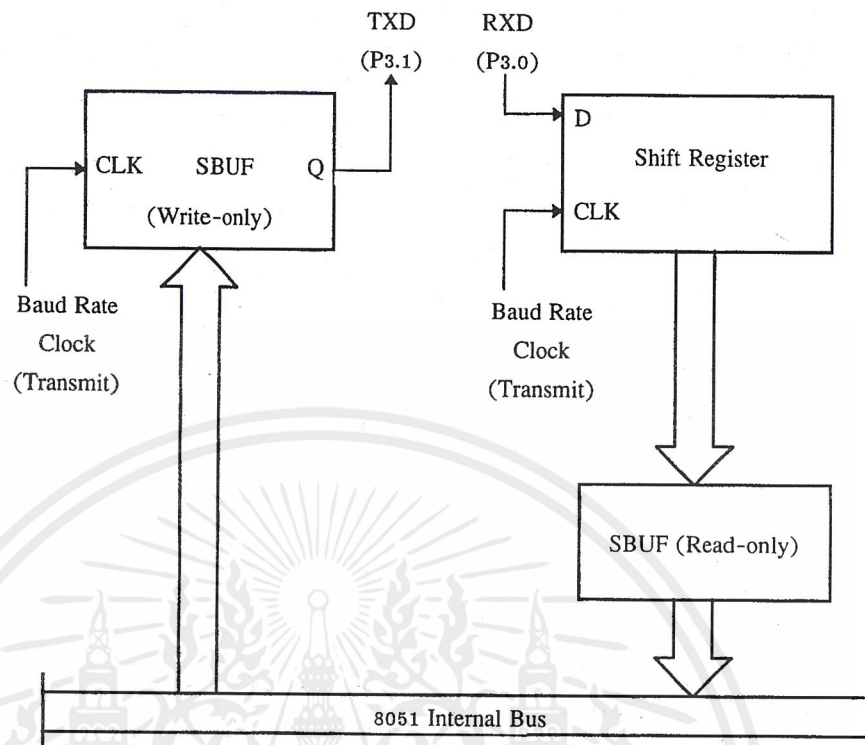 TXD
(P3.1)
RXD
(P3.0)
CLK SBUF Q
(Write-only)
D
Shift Register
CLK
Baud Rate
Clock
(Transmit)
Baud Rate
Clock
(Transmit)
SBUF (Read-only)
8051 Internal Bus